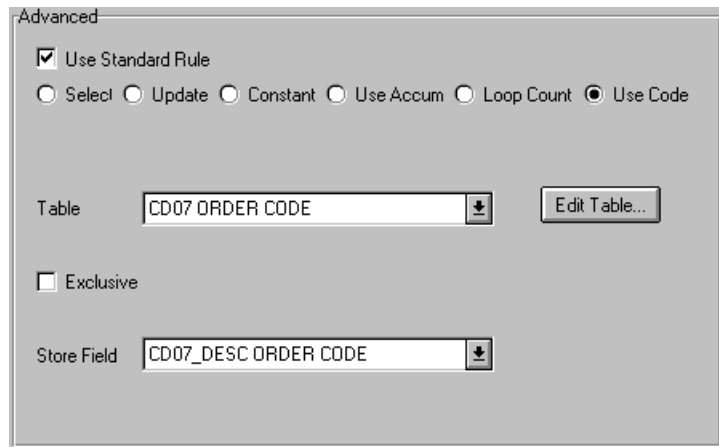 Advanced
Use Standard Rule
Select Update Constant Use Accum Loop Count Use Code
Table CD07 ORDER CODE Edit Table...
Exclusive
Store Field CD07_DESC ORDER CODE